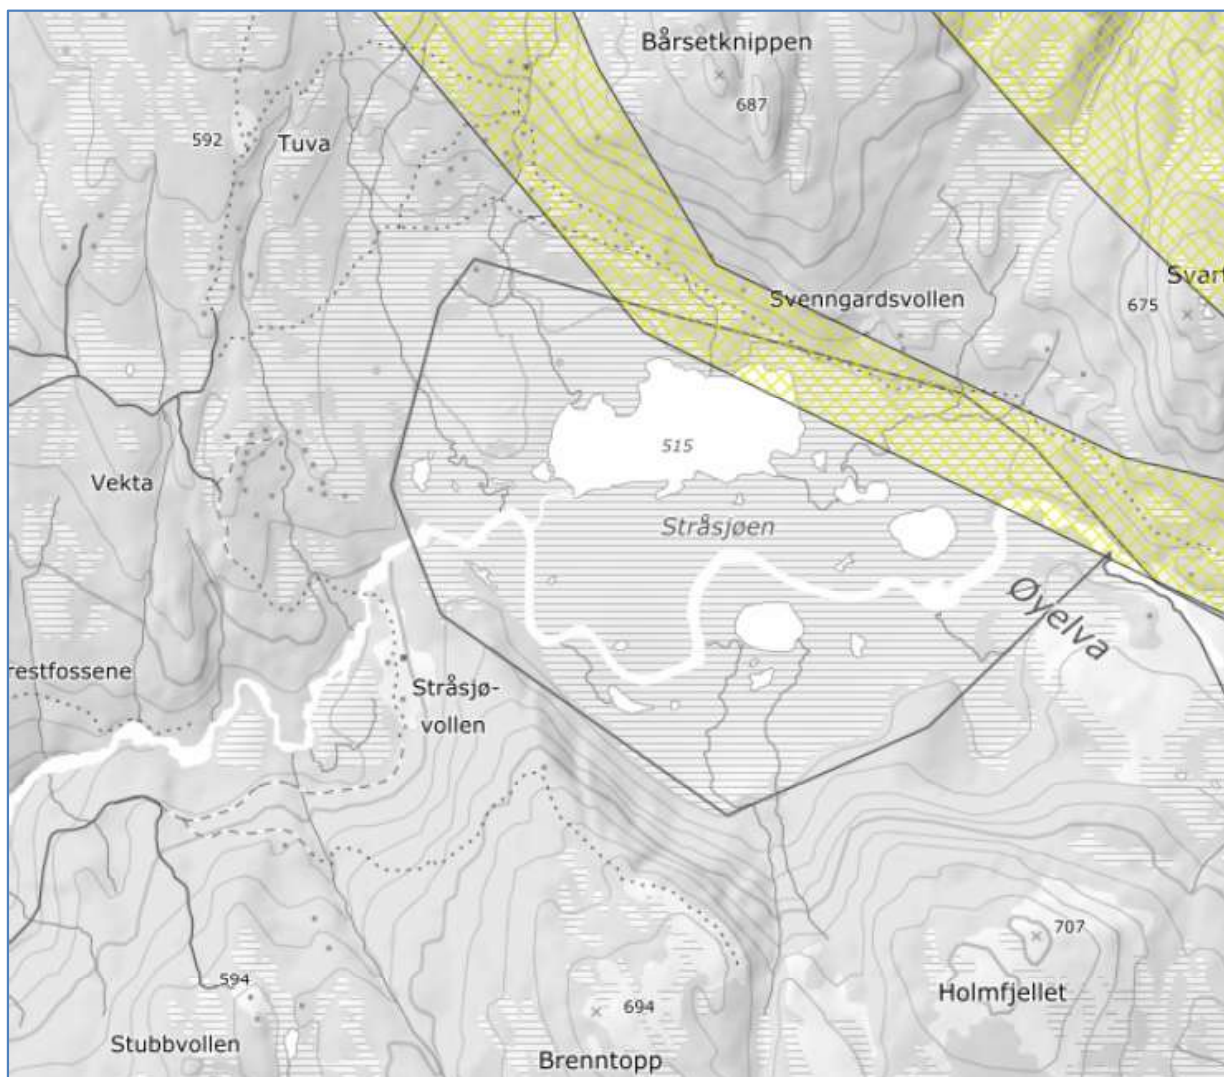 Bårsetknippen
687
592
Tuva
Svart
Svenngardsvollen
675
515
Vekta
Stråsjøen
Øyelva
restfossene
Stråsjø-
vollen
707
594
Holmfjellet
694
Stubbvollen
Brenntopp